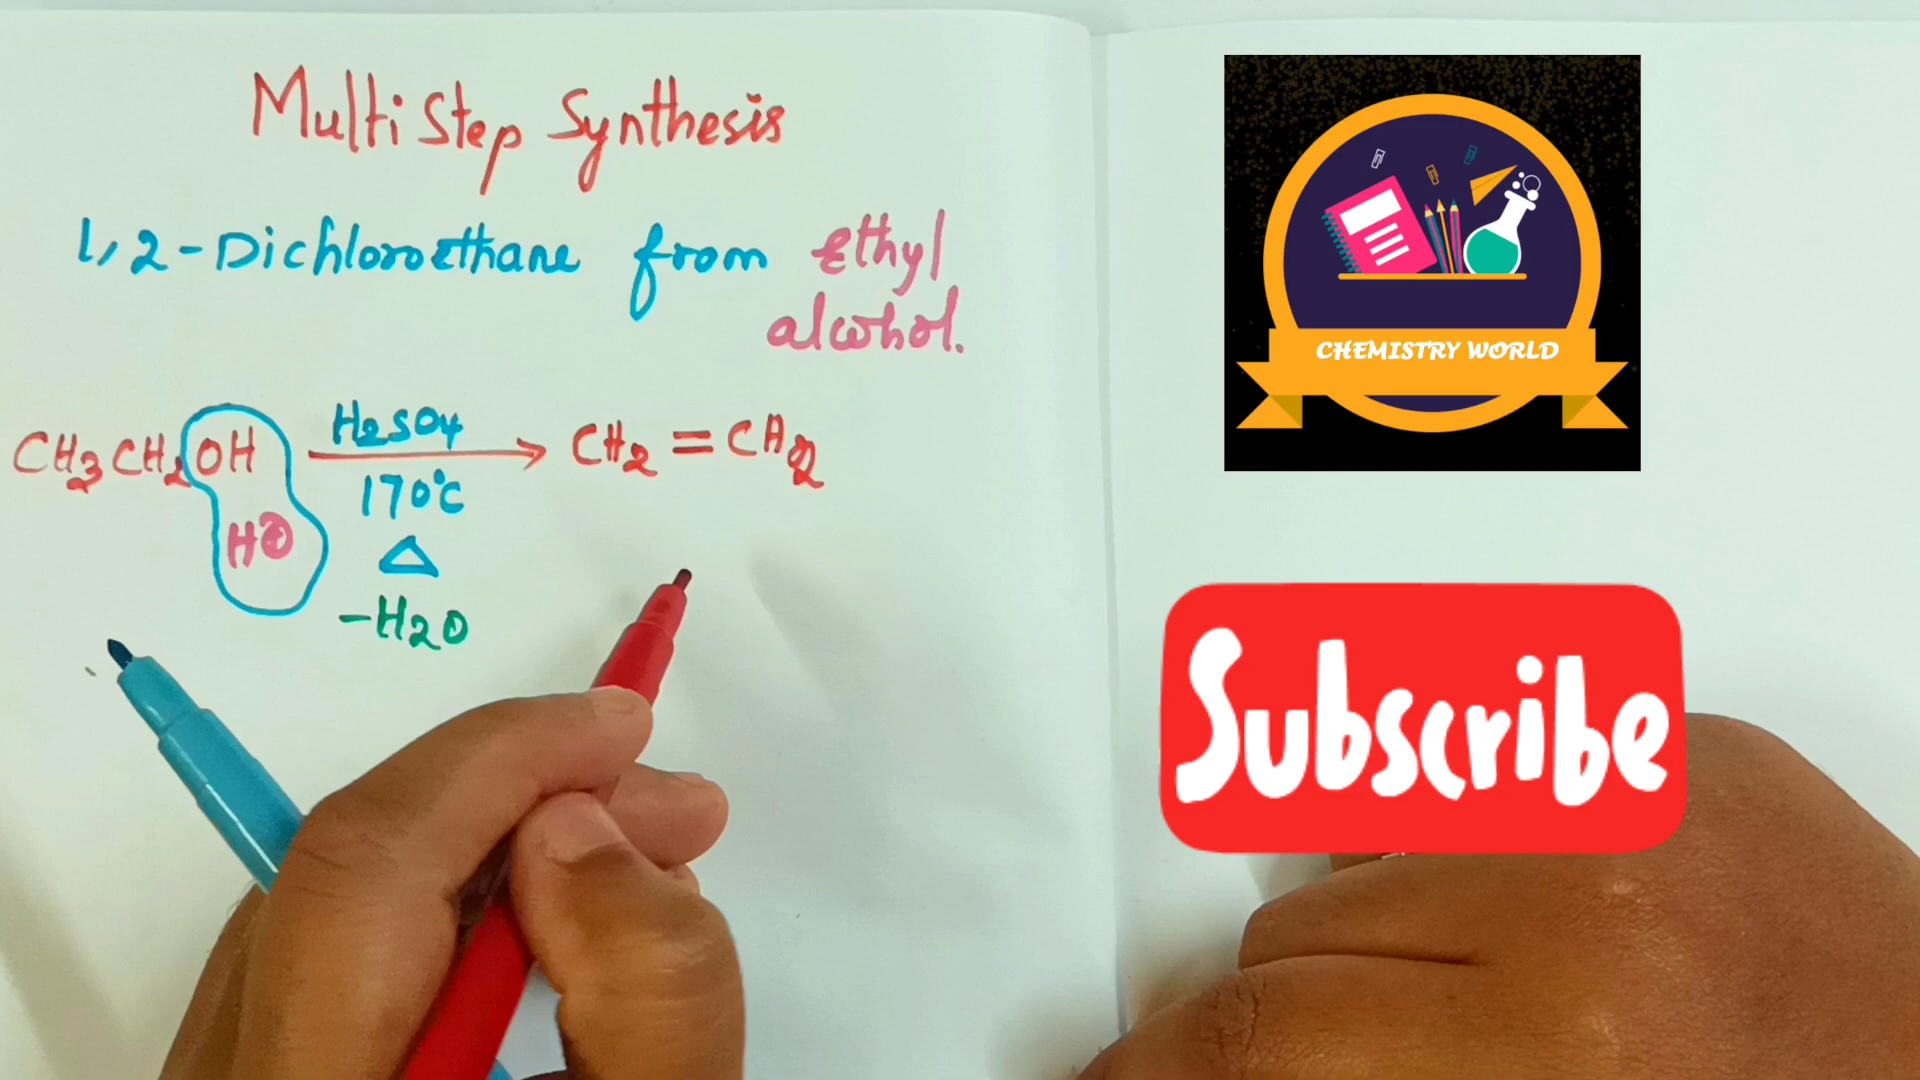 Multi Step Synthesis
1,2-Dichloroethane from Ethyl
alcohol.
CH3CH2OH H2SO4 CH2=CH2
170°C
H⊕
△
-H2O
CHEMISTRY WORLD
Subscribe